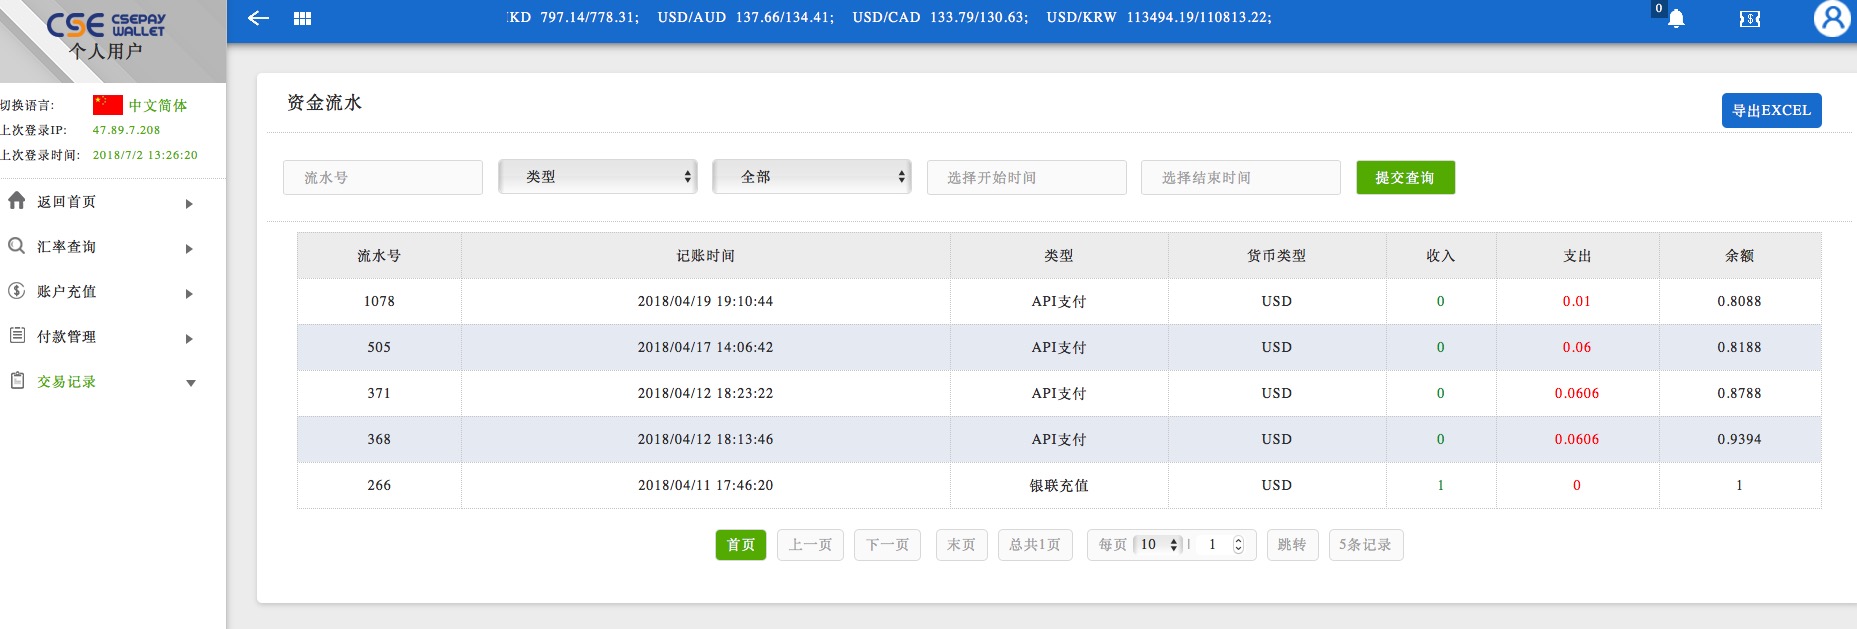 CSE CSEPAY WALLET
个人用户
KD 797.14/778.31; USD/AUD 137.66/134.41; USD/CAD 133.79/130.63; USD/KRW 113494.19/110813.22;
0
切换语言: 中文简体
上次登录IP: 47.89.7.208
上次登录时间: 2018/7/2 13:26:20
返回首页
汇率查询
账户充值
付款管理
交易记录
资金流水
导出EXCEL
流水号 类型 全部 选择开始时间 选择结束时间 提交查询
流水号 记账时间 类型 货币类型 收入 支出 余额
1078 2018/04/19 19:10:44 API支付 USD 0 0.01 0.8088
505 2018/04/17 14:06:42 API支付 USD 0 0.06 0.8188
371 2018/04/12 18:23:22 API支付 USD 0 0.0606 0.8788
368 2018/04/12 18:13:46 API支付 USD 0 0.0606 0.9394
266 2018/04/11 17:46:20 银联充值 USD 1 0 1
首页 上一页 下一页 末页 总共1页 每页 10 1 跳转 5条记录